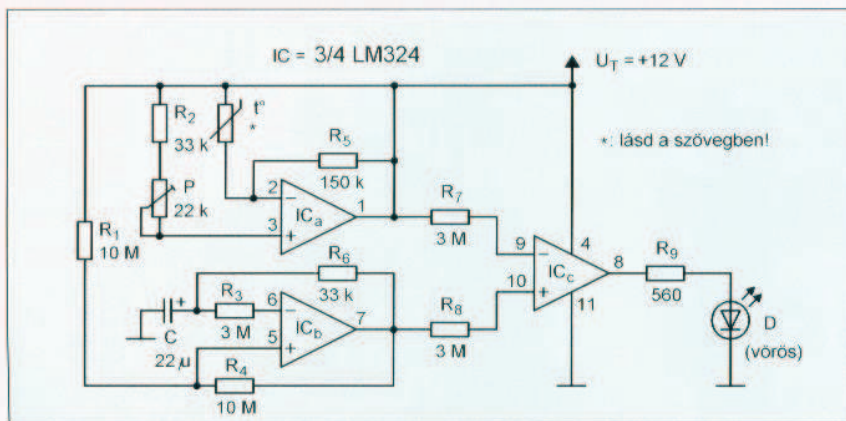 IC = 3/4 LM324
U_T = +12 V
R₂
33 k
t°
*
R₅
150 k
*: lásd a szövegben!
P
22 k
2
−
3
+
ICₐ
1
R₇
3 M
R₁
10 M
R₆
33 k
9
−
10
+
IC꜀
4
8
11
R₉
560
+
C
22 µ
R₃
3 M
6
−
5
+
IC_b
7
R₈
3 M
D
(vörös)
R₄
10 M